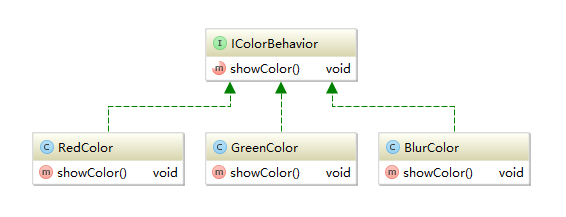 I IColorBehavior
m showColor() void
C RedColor
m showColor() void
C GreenColor
m showColor() void
C BlurColor
m showColor() void